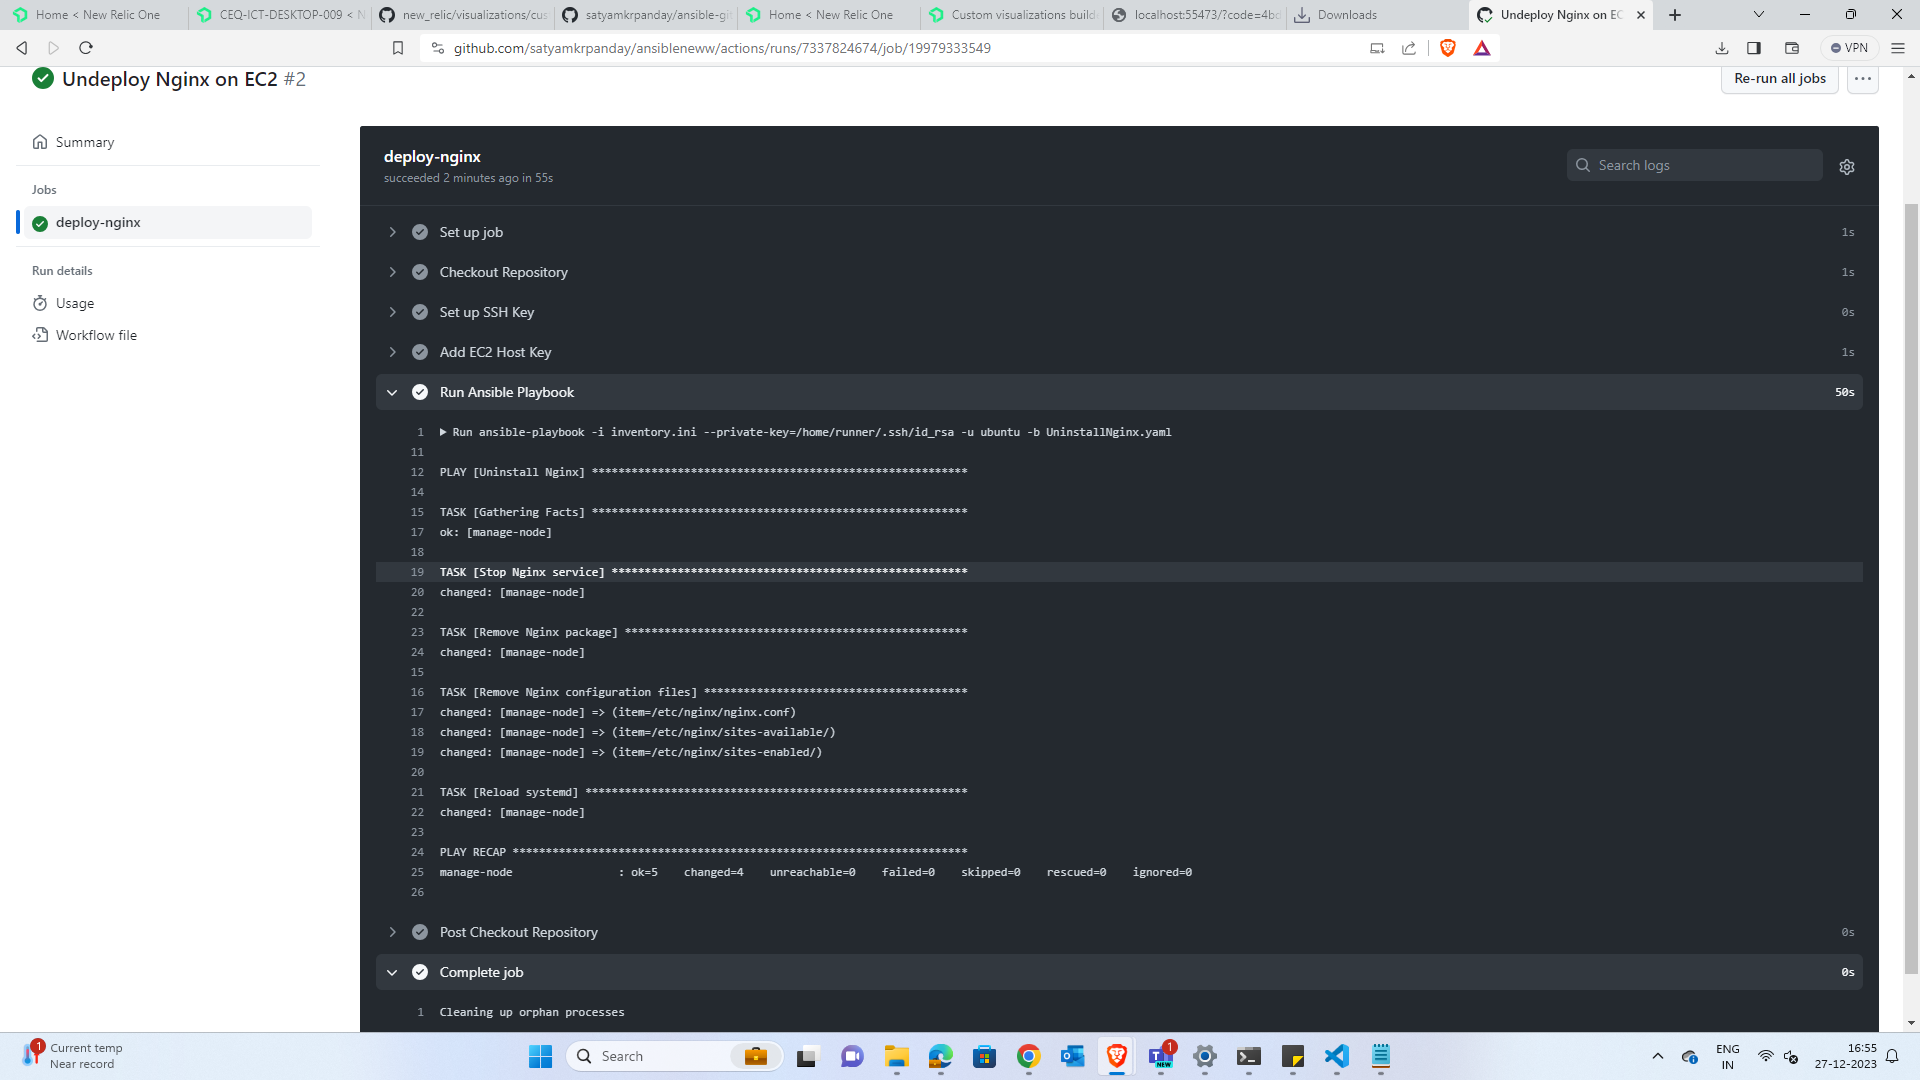 Home < New Relic One
CEQ-ICT-DESKTOP-009 < N
new_relic/visualizations/cus
satyamkrpanday/ansible-gi
Home < New Relic One
Custom visualizations build
localhost:55473/?code=4bc
Downloads
Undeploy Nginx on EC
github.com/satyamkrpanday/ansibleneww/actions/runs/7337824674/job/19979333549
VPN
Undeploy Nginx on EC2 #2
Re-run all jobs
Summary
Jobs
deploy-nginx
Run details
Usage
Workflow file
deploy-nginx
succeeded 2 minutes ago in 55s
Search logs
Set up job 1s
Checkout Repository 1s
Set up SSH Key 0s
Add EC2 Host Key 1s
Run Ansible Playbook 50s
1 Run ansible-playbook -i inventory.ini --private-key=/home/runner/.ssh/id_rsa -u ubuntu -b UninstallNginx.yaml
11
12 PLAY [Uninstall Nginx] *********************************************************
14
15 TASK [Gathering Facts] *********************************************************
17 ok: [manage-node]
18
19 TASK [Stop Nginx service] ******************************************************
20 changed: [manage-node]
22
23 TASK [Remove Nginx package] ****************************************************
24 changed: [manage-node]
15
16 TASK [Remove Nginx configuration files] ****************************************
17 changed: [manage-node] => (item=/etc/nginx/nginx.conf)
18 changed: [manage-node] => (item=/etc/nginx/sites-available/)
19 changed: [manage-node] => (item=/etc/nginx/sites-enabled/)
20
21 TASK [Reload systemd] **********************************************************
22 changed: [manage-node]
23
24 PLAY RECAP *********************************************************************
25 manage-node : ok=5 changed=4 unreachable=0 failed=0 skipped=0 rescued=0 ignored=0
26
Post Checkout Repository 0s
Complete job 0s
1 Cleaning up orphan processes
1
Current temp
Near record
Search
1
NEW
ENG
IN
16:55
27-12-2023